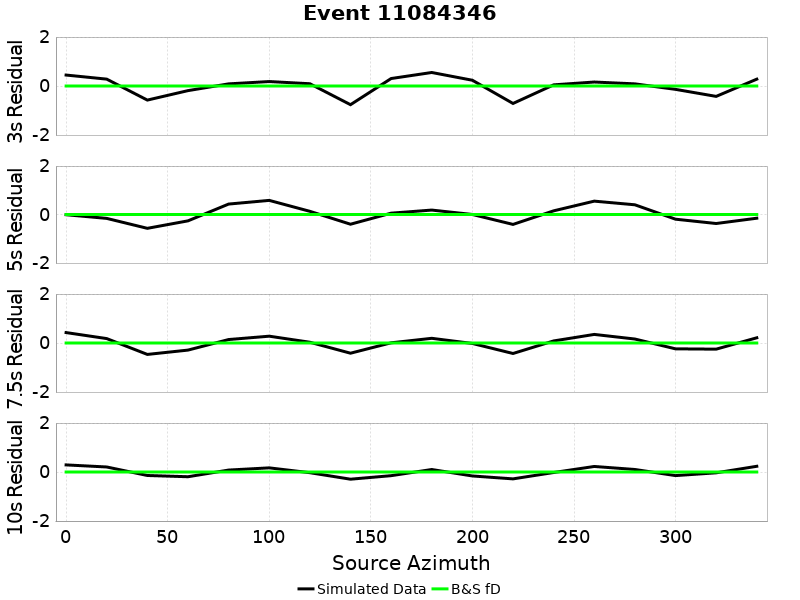 Event 11084346
3s Residual
2
0
-2
5s Residual
2
0
-2
7.5s Residual
2
0
-2
10s Residual
2
0
-2
0 50 100 150 200 250 300
Source Azimuth
Simulated Data B&S fD